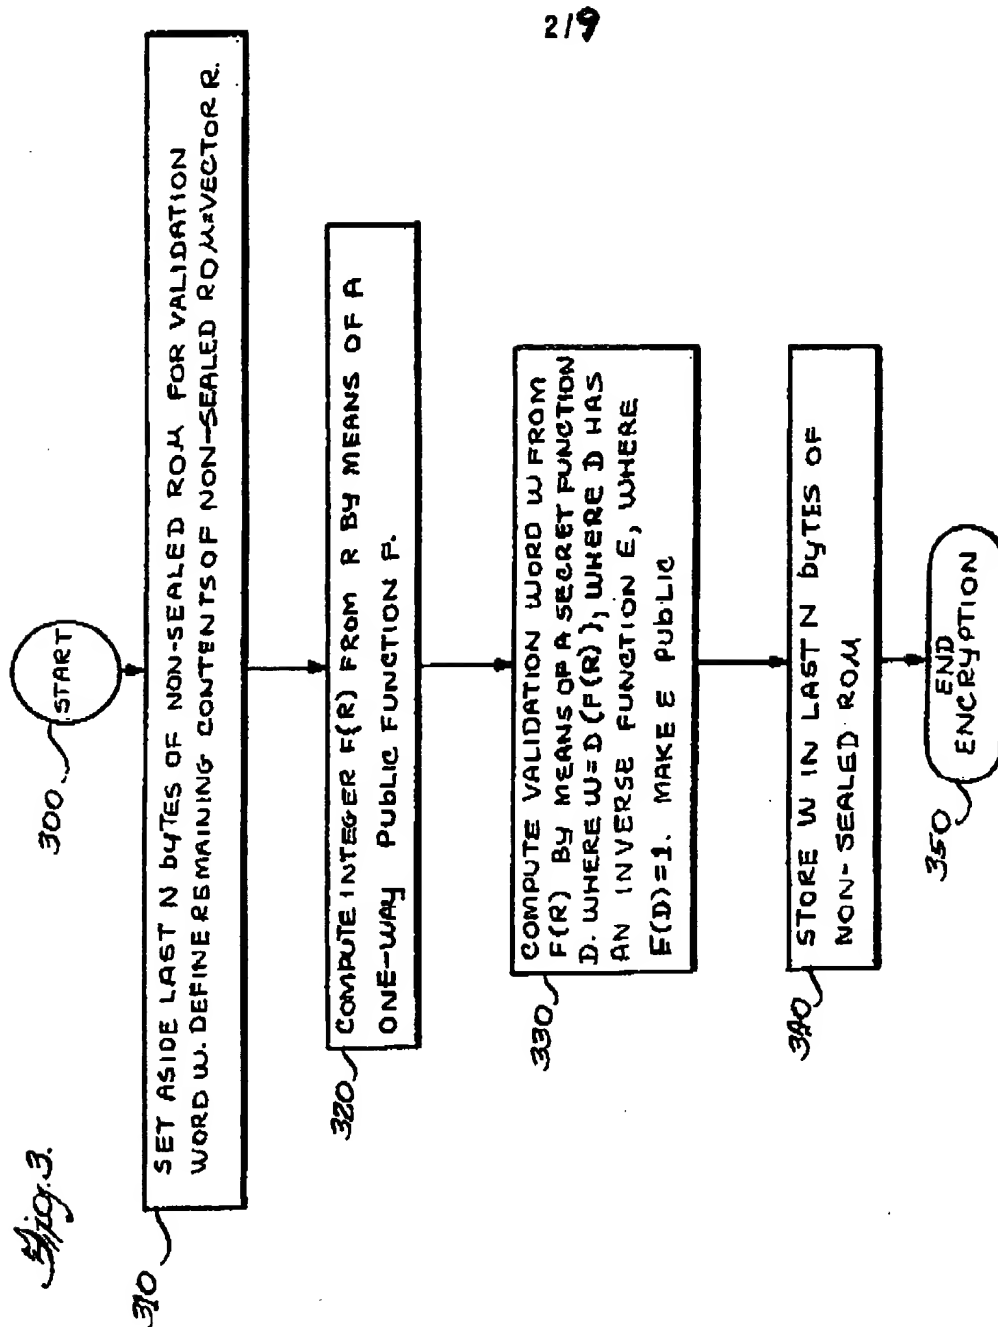 2/9
Fig. 3.
300
START
310
SET ASIDE LAST N bYTES OF NON-SEALED ROM FOR VALIDATION
WORD W. DEFINE REMAINING CONTENTS OF NON-SEALED ROM=VECTOR R.
320
COMPUTE INTEGER F(R) FROM R BY MEANS OF A
ONE-WAY PUBLIC FUNCTION F.
330
COMPUTE VALIDATION WORD W FROM
F(R) BY MEANS OF A SECRET FUNCTION
D. WHERE W=D(F(R)), WHERE D HAS
AN INVERSE FUNCTION E, WHERE
E(D)=1. MAKE E PUBLIC
340
STORE W IN LAST N bYTES OF
NON-SEALED ROM
350
END
ENCRYPTION